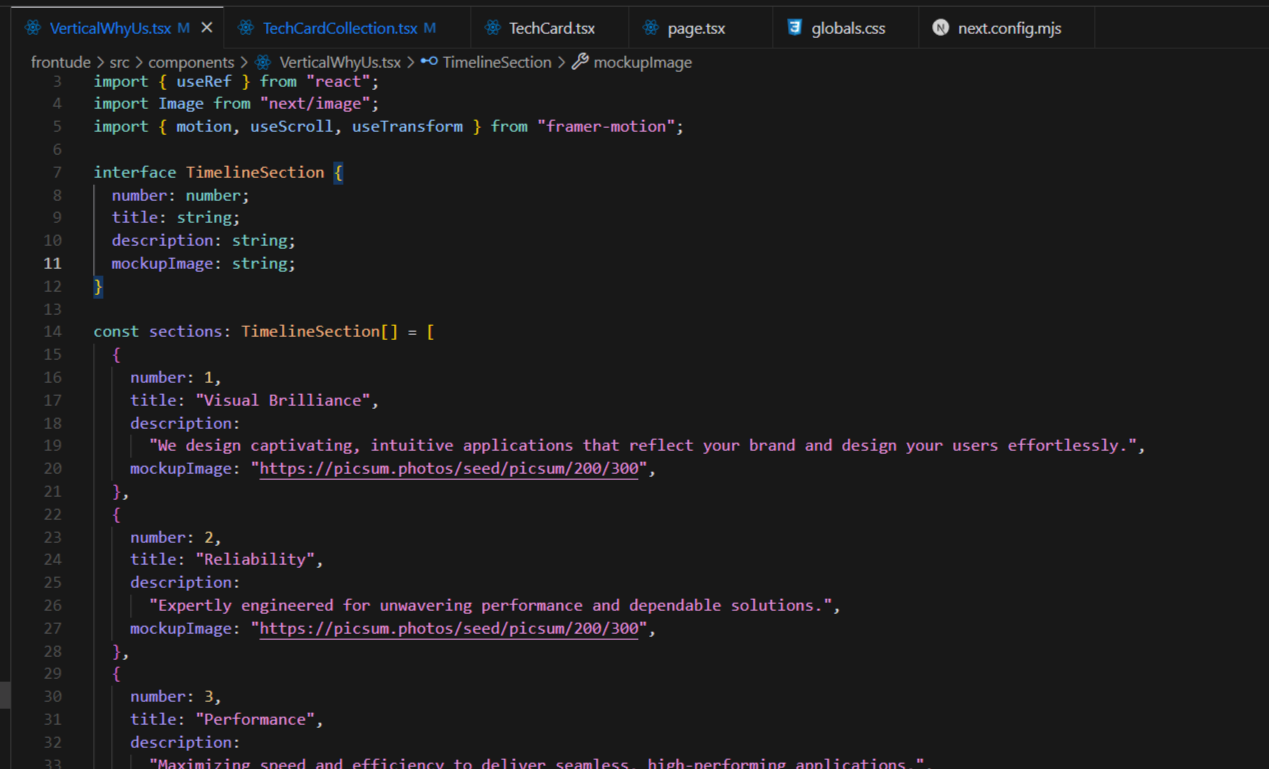 VerticalWhyUs.tsx M TechCardCollection.tsx M TechCard.tsx page.tsx globals.css N next.config.mjs
frontude > src > components > VerticalWhyUs.tsx > TimelineSection > mockupImage
3 import { useRef } from "react";
4 import Image from "next/image";
5 import { motion, useScroll, useTransform } from "framer-motion";
6
7 interface TimelineSection {
8 number: number;
9 title: string;
10 description: string;
11 mockupImage: string;
12 }
13
14 const sections: TimelineSection[] = [
15 {
16 number: 1,
17 title: "Visual Brilliance",
18 description:
19 "We design captivating, intuitive applications that reflect your brand and design your users effortlessly.",
20 mockupImage: "https://picsum.photos/seed/picsum/200/300",
21 },
22 {
23 number: 2,
24 title: "Reliability",
25 description:
26 "Expertly engineered for unwavering performance and dependable solutions.",
27 mockupImage: "https://picsum.photos/seed/picsum/200/300",
28 },
29 {
30 number: 3,
31 title: "Performance",
32 description:
33 "Maximizing speed and efficiency to deliver seamless, high-performing applications.",